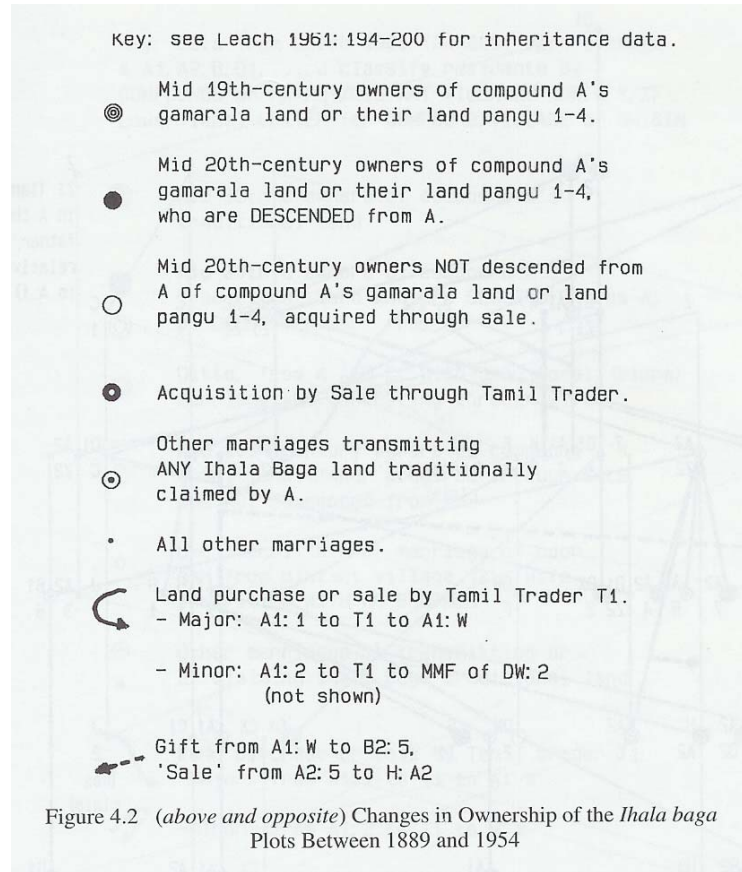 Key: see Leach 1961: 194-200 for inheritance data.
Mid 19th-century owners of compound A's
gamarala land or their land pangu 1-4.
Mid 20th-century owners of compound A's
gamarala land or their land pangu 1-4,
who are DESCENDED from A.
Mid 20th-century owners NOT descended from
A of compound A's gamarala land or land
pangu 1-4, acquired through sale.
Acquisition by Sale through Tamil Trader.
Other marriages transmitting
ANY Ihala Baga land traditionally
claimed by A.
All other marriages.
Land purchase or sale by Tamil Trader T1.
- Major: A1: 1 to T1 to A1: W
- Minor: A1: 2 to T1 to MMF of DW: 2
(not shown)
Gift from A1: W to B2: 5,
'Sale' from A2: 5 to H: A2
Figure 4.2 (above and opposite) Changes in Ownership of the Ihala baga
Plots Between 1889 and 1954